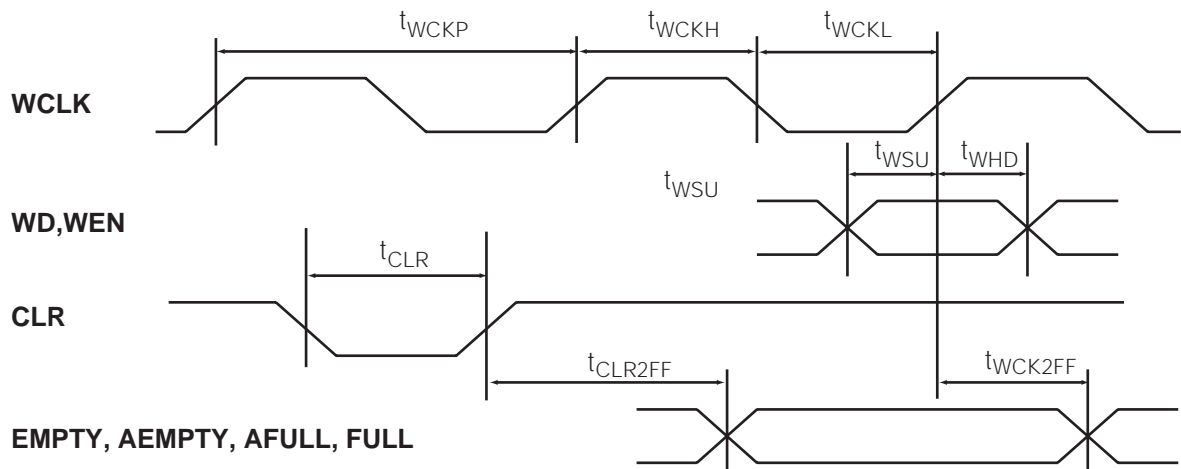 tWCKP tWCKH tWCKL
WCLK
tWSU tWHD
tWSU
WD,WEN
tCLR
CLR
tCLR2FF tWCK2FF
EMPTY, AEMPTY, AFULL, FULL